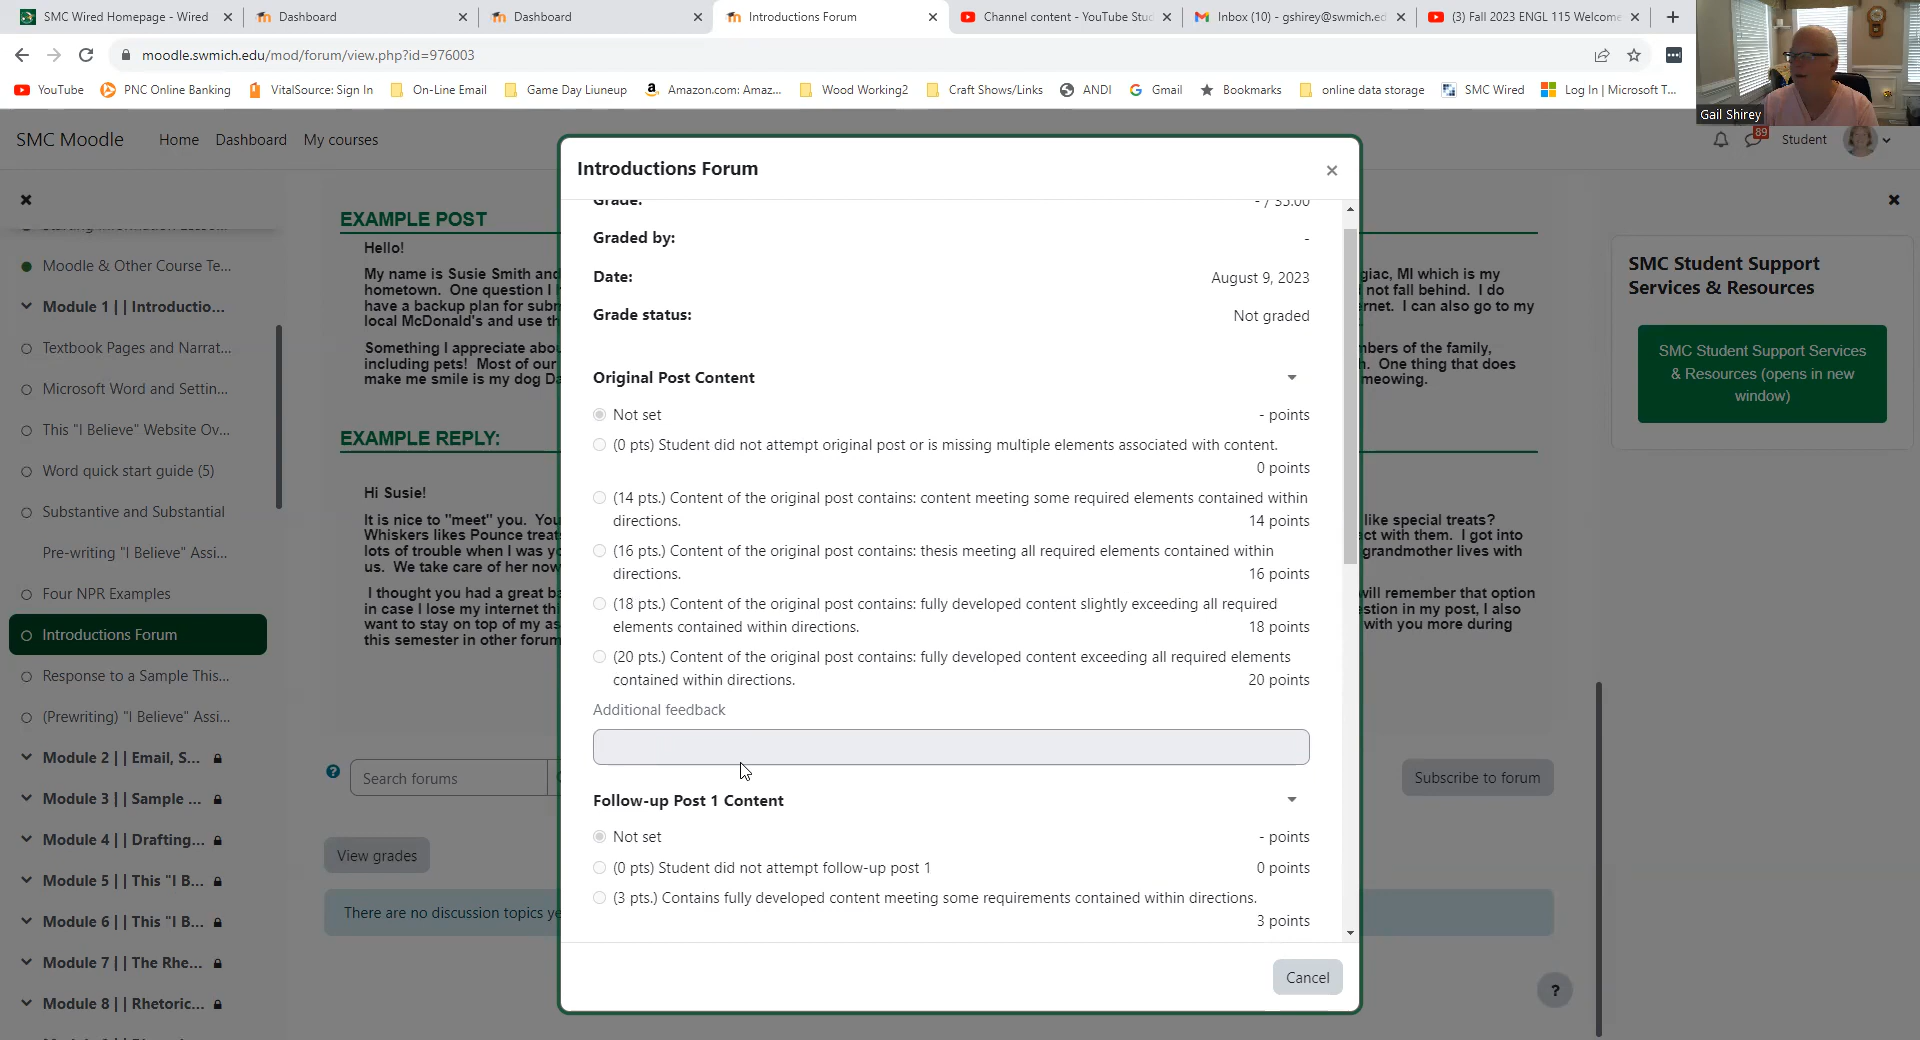 SMC Wired Homepage - Wired
Dashboard
Dashboard
Introductions Forum
Channel content - YouTube Stu
Inbox (10) - gshirey@swmich.ed
(3) Fall 2023 ENGL 115 Welcome
moodle.swmich.edu/mod/forum/view.php?id=976003
YouTube
PNC Online Banking
VitalSource: Sign In
On-Line Email
Game Day Liuneup
Amazon.com: Amaz...
Wood Working2
Craft Shows/Links
ANDI
Gmail
Bookmarks
online data storage
SMC Wired
Log In | Microsoft T...
Gail Shirey
SMC Moodle
Home
Dashboard
My courses
89
Student
Moodle & Other Course Te...
Module 1 | | Introductio...
Textbook Pages and Narrat...
Microsoft Word and Settin...
This "I Believe" Website Ov...
Word quick start guide (5)
Substantive and Substantial
Pre-writing "I Believe" Assi...
Four NPR Examples
Introductions Forum
Response to a Sample This...
(Prewriting) "I Believe" Assi...
Module 2 | | Email, S...
Module 3 | | Sample ...
Module 4 | | Drafting...
Module 5 | | This "I B...
Module 6 | | This "I B...
Module 7 | | The Rhe...
Module 8 | | Rhetoric...
EXAMPLE POST
Hello!
My name is Susie Smith and giac, MI which is my
hometown. One question I not fall behind. I do
have a backup plan for subm ernet. I can also go to my
local McDonald's and use th
Something I appreciate abou mbers of the family,
including pets! Most of our h. One thing that does
make me smile is my dog Da meowing.
EXAMPLE REPLY:
Hi Susie!
It is nice to "meet" you. You like special treats?
Whiskers likes Pounce treat act with them. I got into
lots of trouble when I was yo grandmother lives with
us. We take care of her now
I thought you had a great ba will remember that option
in case I lose my internet th stion in my post, I also
want to stay on top of my as with you more during
this semester in other forum
Search forums
Subscribe to forum
View grades
There are no discussion topics ye
Introductions Forum
Grade: - / 35.00
Graded by: -
Date: August 9, 2023
Grade status: Not graded
Original Post Content
Not set - points
(0 pts) Student did not attempt original post or is missing multiple elements associated with content.
0 points
(14 pts.) Content of the original post contains: content meeting some required elements contained within
directions. 14 points
(16 pts.) Content of the original post contains: thesis meeting all required elements contained within
directions. 16 points
(18 pts.) Content of the original post contains: fully developed content slightly exceeding all required
elements contained within directions. 18 points
(20 pts.) Content of the original post contains: fully developed content exceeding all required elements
contained within directions. 20 points
Additional feedback
Follow-up Post 1 Content
Not set - points
(0 pts) Student did not attempt follow-up post 1 0 points
(3 pts.) Contains fully developed content meeting some requirements contained within directions.
3 points
Cancel
SMC Student Support
Services & Resources
SMC Student Support Services
& Resources (opens in new
window)
?